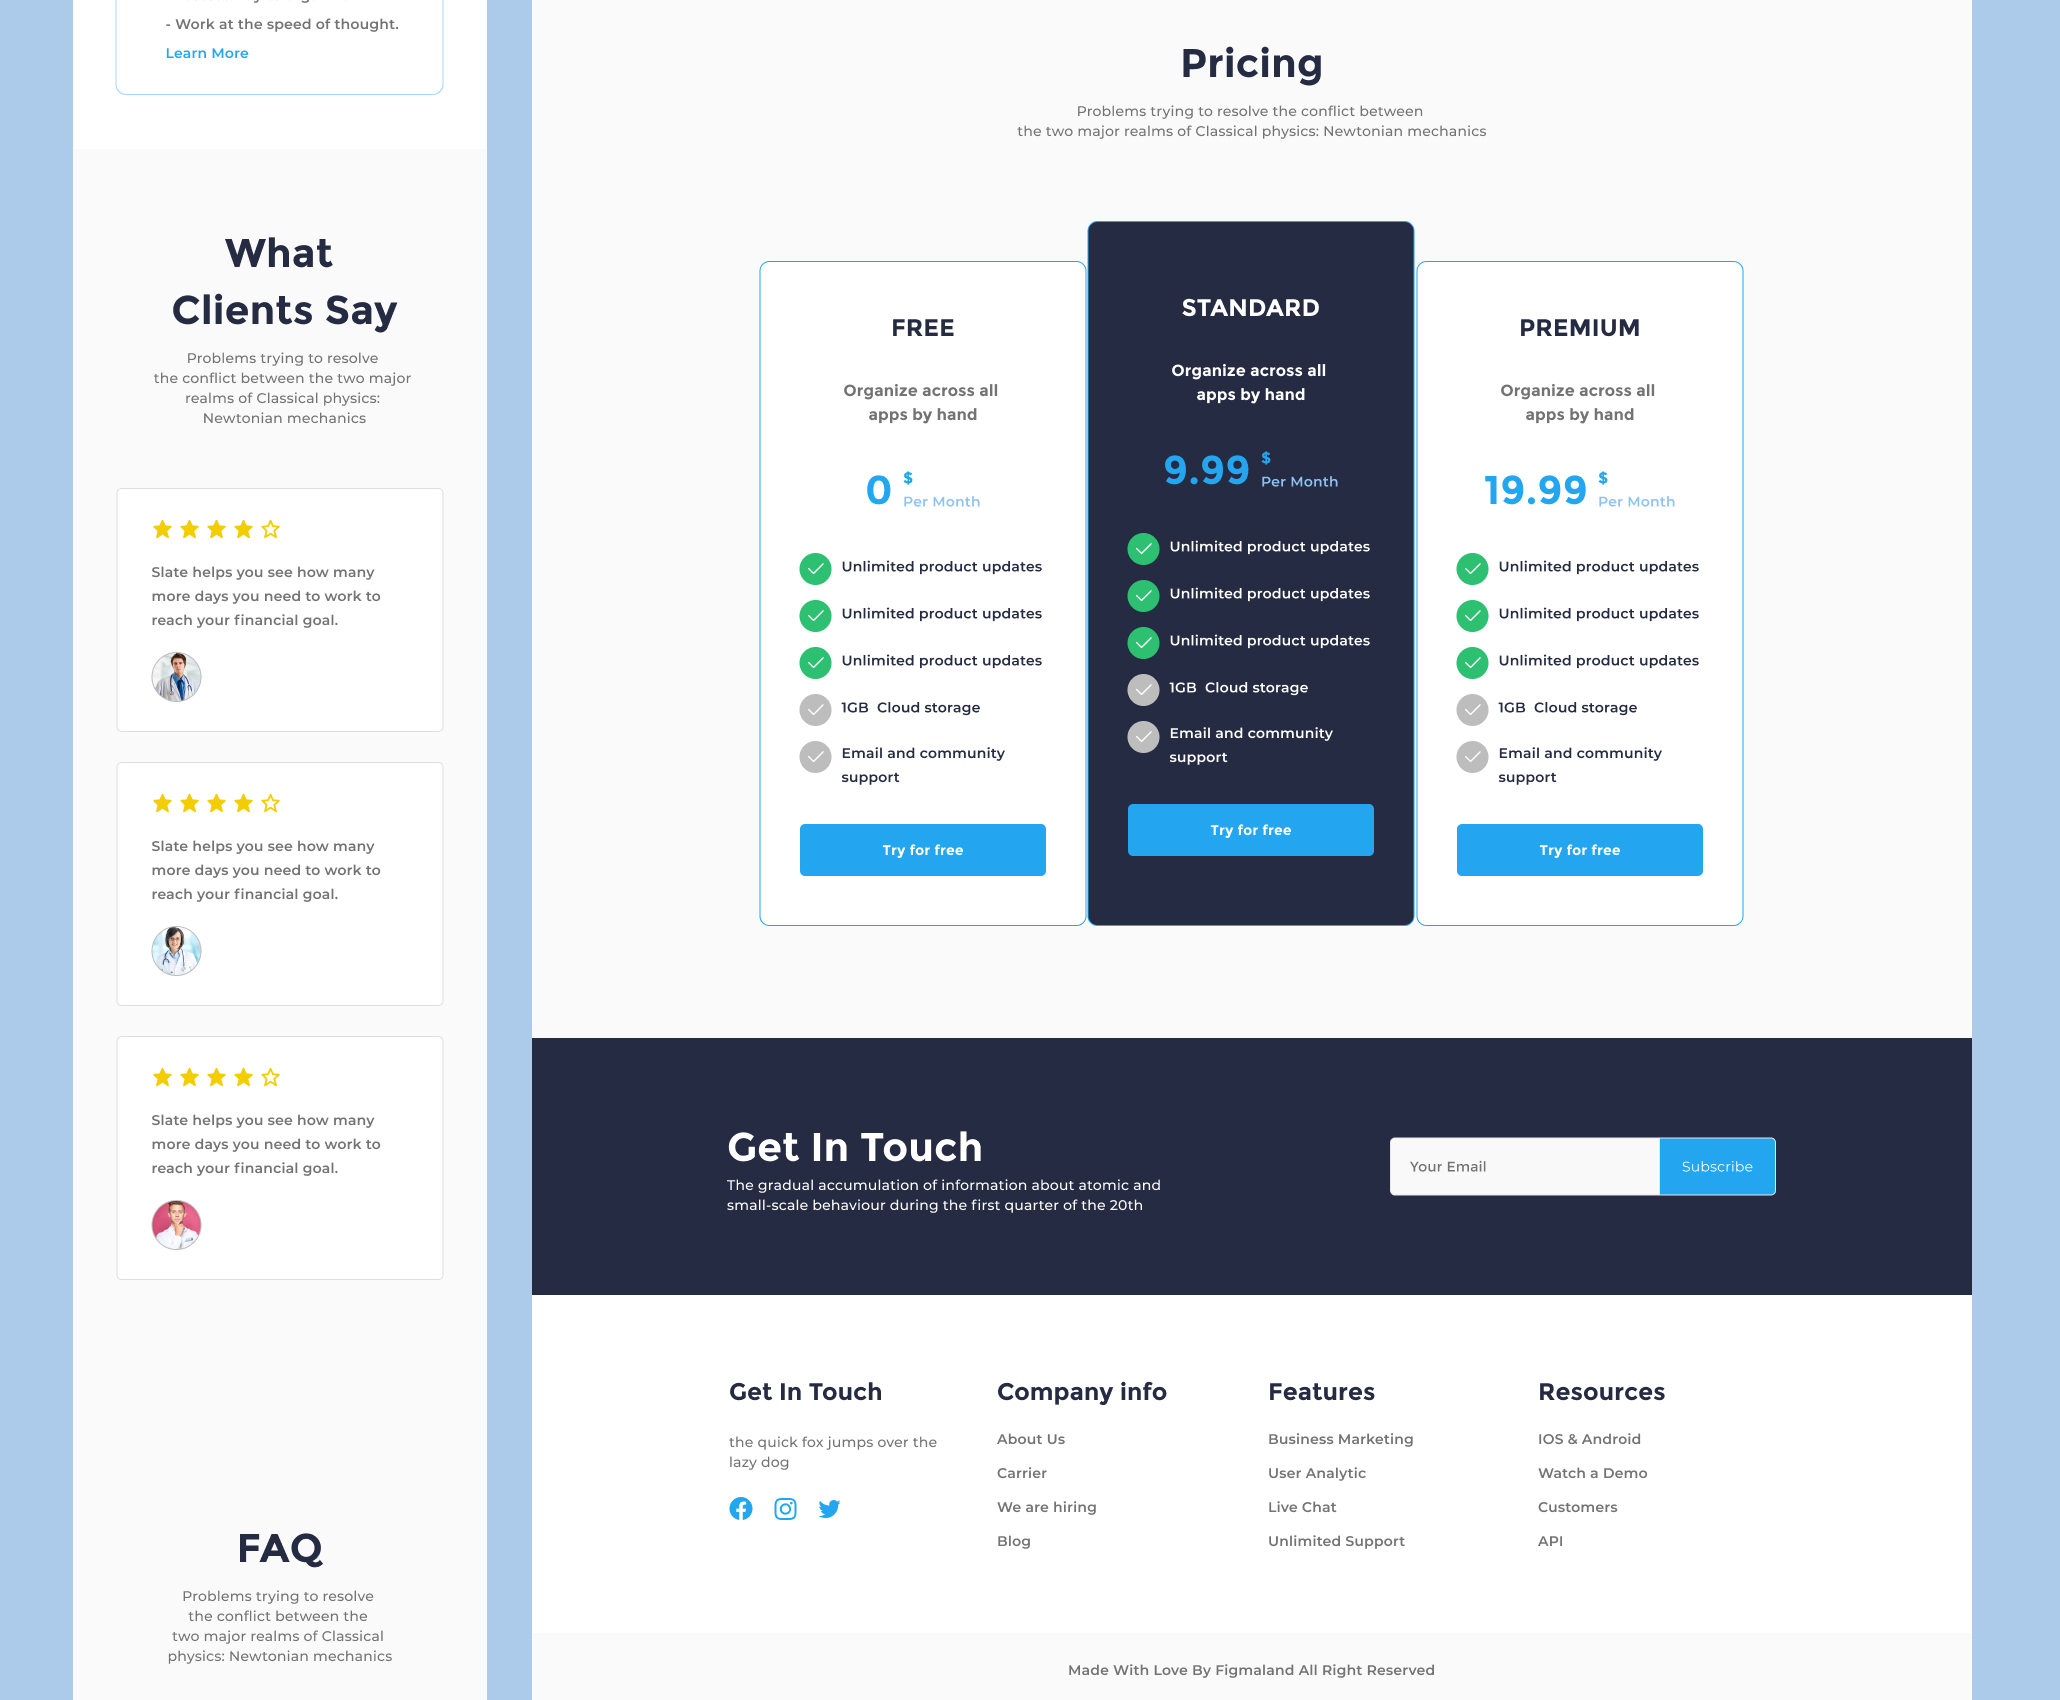 - Work at the speed of thought.
Learn More
What
Clients Say
Problems trying to resolve
the conflict between the two major
realms of Classical physics:
Newtonian mechanics
Slate helps you see how many
more days you need to work to
reach your financial goal.
Slate helps you see how many
more days you need to work to
reach your financial goal.
Slate helps you see how many
more days you need to work to
reach your financial goal.
FAQ
Problems trying to resolve
the conflict between the
two major realms of Classical
physics: Newtonian mechanics
Pricing
Problems trying to resolve the conflict between
the two major realms of Classical physics: Newtonian mechanics
FREE
Organize across all
apps by hand
0 $
Per Month
Unlimited product updates
Unlimited product updates
Unlimited product updates
1GB  Cloud storage
Email and community
support
Try for free
STANDARD
Organize across all
apps by hand
9.99 $
Per Month
Unlimited product updates
Unlimited product updates
Unlimited product updates
1GB  Cloud storage
Email and community
support
Try for free
PREMIUM
Organize across all
apps by hand
19.99 $
Per Month
Unlimited product updates
Unlimited product updates
Unlimited product updates
1GB  Cloud storage
Email and community
support
Try for free
Get In Touch
The gradual accumulation of information about atomic and
small-scale behaviour during the first quarter of the 20th
Your Email
Subscribe
Get In Touch
the quick fox jumps over the
lazy dog
Company info
About Us
Carrier
We are hiring
Blog
Features
Business Marketing
User Analytic
Live Chat
Unlimited Support
Resources
IOS & Android
Watch a Demo
Customers
API
Made With Love By Figmaland All Right Reserved